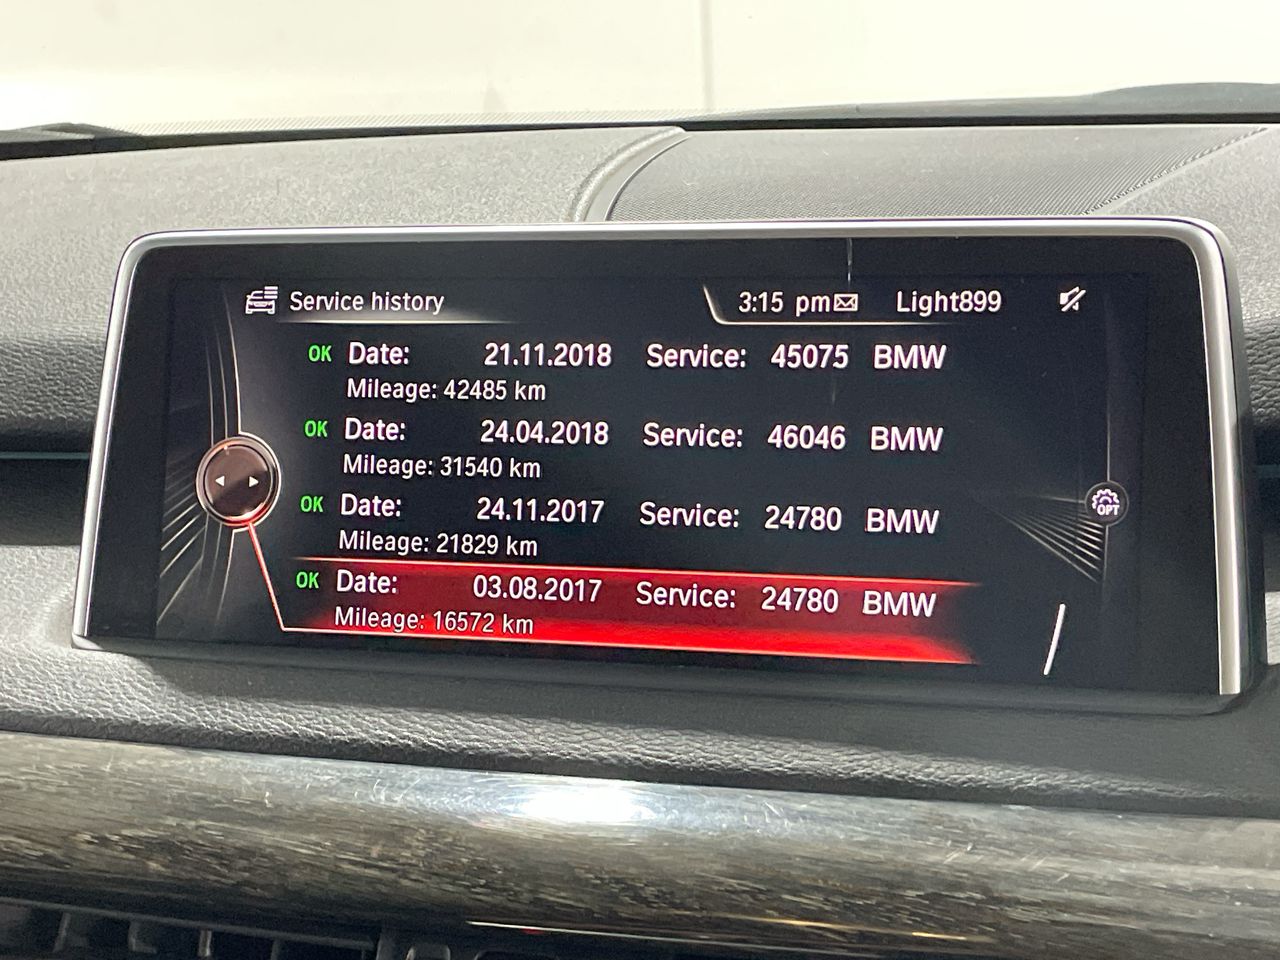 Service history 3:15 pm Light899
OK Date: 21.11.2018 Service: 45075 BMW
Mileage: 42485 km
OK Date: 24.04.2018 Service: 46046 BMW
Mileage: 31540 km
OK Date: 24.11.2017 Service: 24780 BMW
Mileage: 21829 km
OPT
OK Date: 03.08.2017 Service: 24780 BMW
Mileage: 16572 km